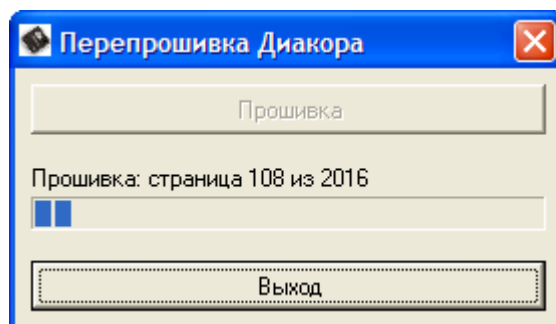 Перепрошивка Диакора
Прошивка
Прошивка: страница 108 из 2016
Выход